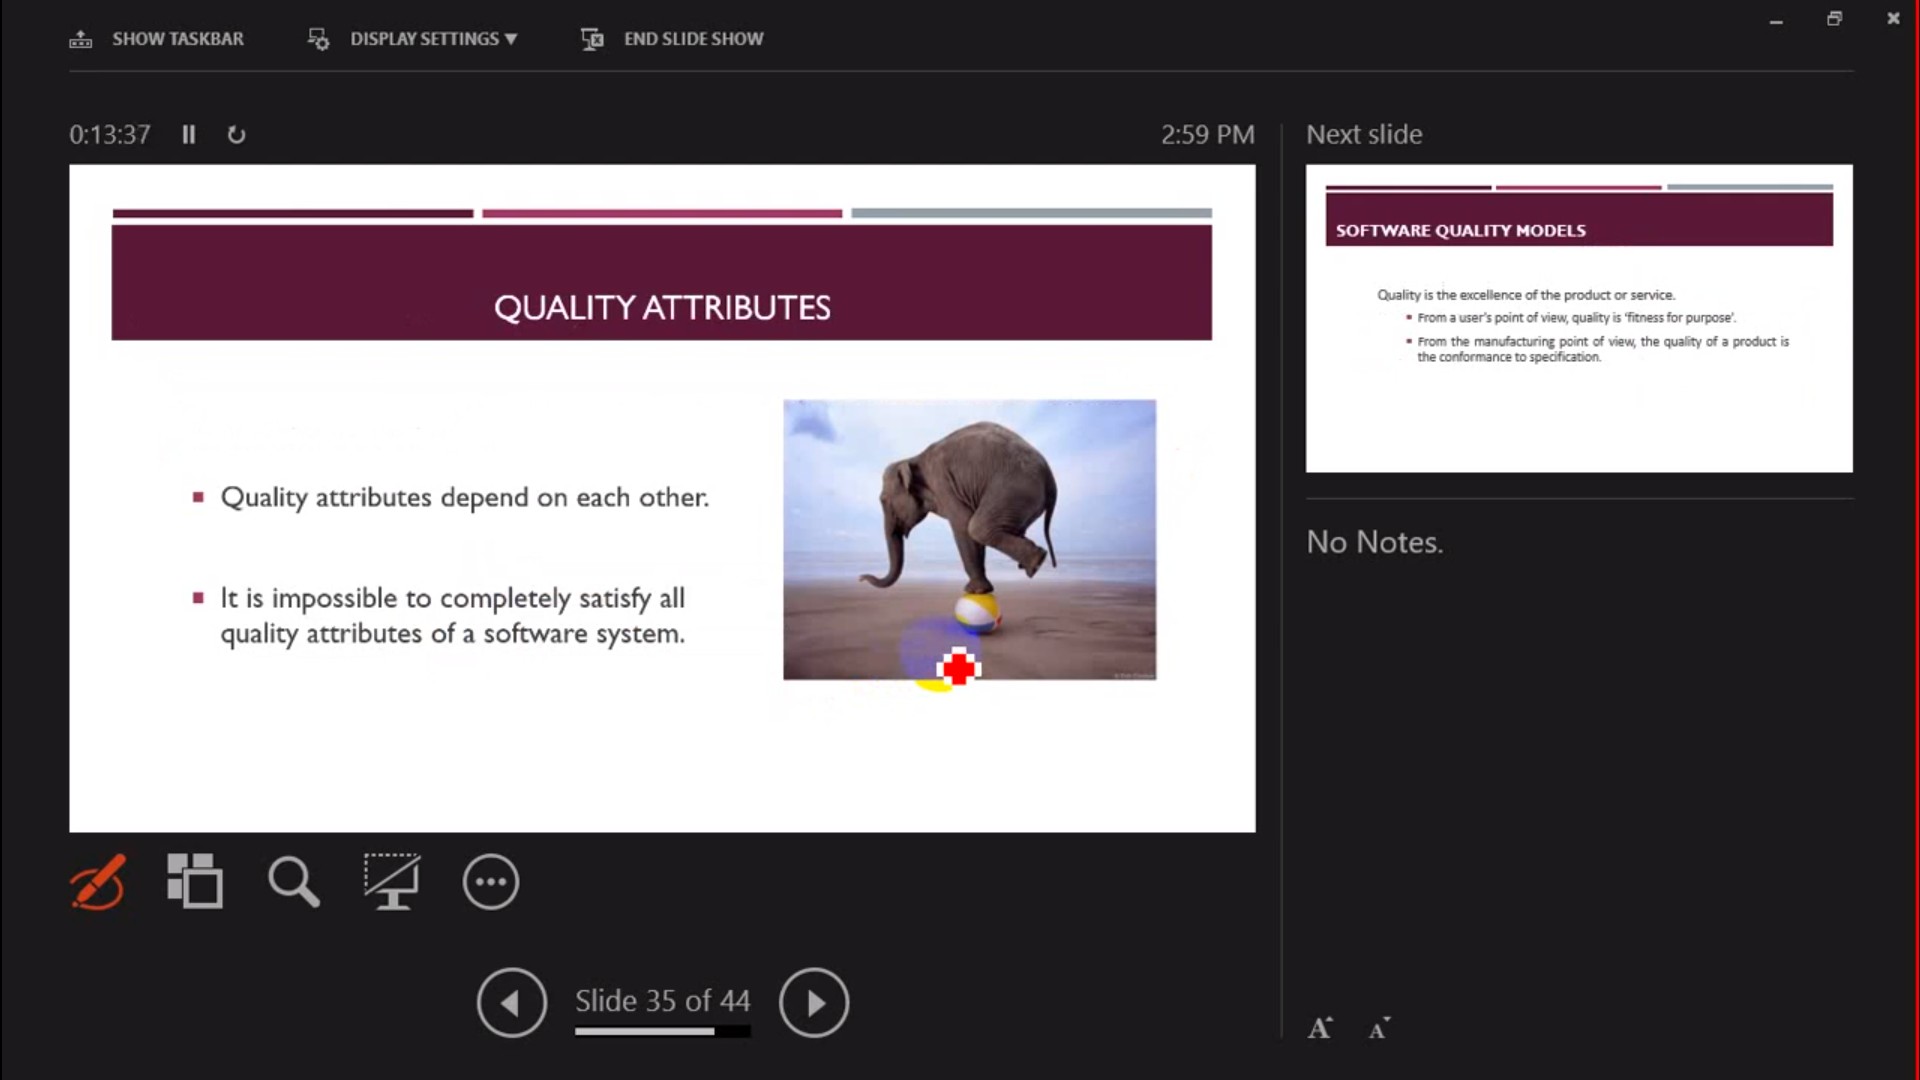 SHOW TASKBAR
DISPLAY SETTINGS ▼
END SLIDE SHOW
0:13:37
2:59 PM
QUALITY ATTRIBUTES
▪ Quality attributes depend on each other.
▪ It is impossible to completely satisfy all
quality attributes of a software system.
Slide 35 of 44
Next slide
SOFTWARE QUALITY MODELS
Quality is the excellence of the product or service.
▪ From a user's point of view, quality is 'fitness for purpose'.
▪ From the manufacturing point of view, the quality of a product is
the conformance to specification.
No Notes.
A A